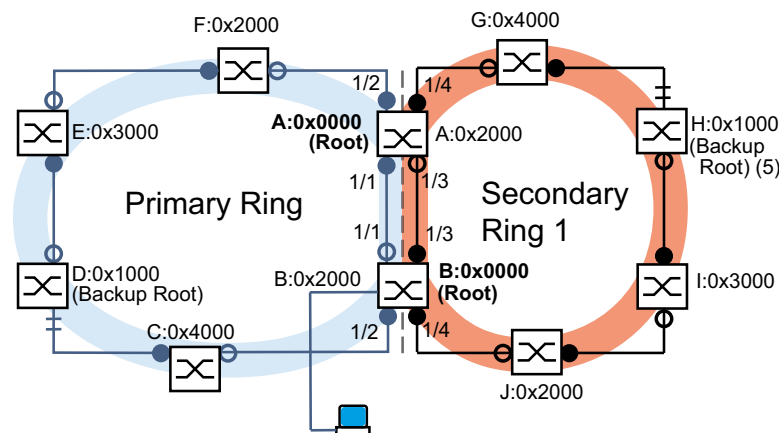 F:0x2000
G:0x4000
1/2
1/4
A:0x0000
(Root)
A:0x2000
E:0x3000
H:0x1000
(Backup
Root) (5)
1/1
1/3
Primary Ring
Secondary
Ring 1
1/1
1/3
D:0x1000
(Backup Root)
B:0x2000
B:0x0000
(Root)
I:0x3000
C:0x4000
1/2
1/4
J:0x2000